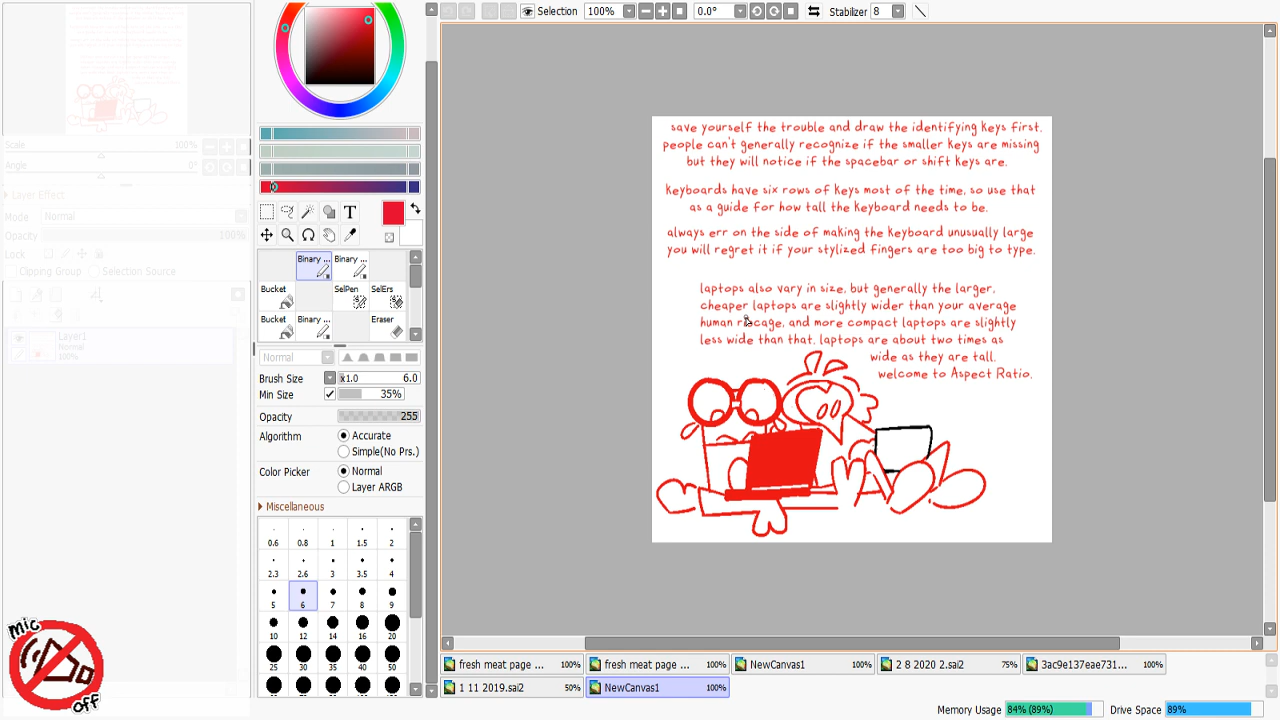 Selection
100%
0.0°
Stabilizer 8
Scale 100%
Angle 0°
Layer Effect
Mode Normal
Opacity 100%
Lock
Clipping Group Selection Source
Layer1
Normal
100%
T
Binary ... Binary ...
Bucket SelPen SelErs
Bucket Binary ... Eraser
Normal
Brush Size x1.0 6.0
Min Size 35%
Opacity 255
Algorithm Accurate
Simple(No Prs.)
Color Picker Normal
Layer ARGB
Miscellaneous
0.6 0.8 1 1.5 2
2.3 2.6 3 3.5 4
5 6 7 8 9
10 12 14 16 20
25 30 35 40 50
mic
off
save yourself the trouble and draw the identifying keys first.
people can't generally recognize if the smaller keys are missing
but they will notice if the spacebar or shift keys are.
keyboards have six rows of keys most of the time, so use that
as a guide for how tall the keyboard needs to be.
always err on the side of making the keyboard unusually large
you will regret it if your stylized fingers are too big to type.
laptops also vary in size, but generally the larger,
cheaper laptops are slightly wider than your average
human ribcage, and more compact laptops are slightly
less wide than that. laptops are about two times as
wide as they are tall.
welcome to Aspect Ratio.
fresh meat page ... 100%
fresh meat page ... 100%
NewCanvas1 100%
2 8 2020 2.sai2 75%
3ac9e137eae731... 100%
1 11 2019.sai2 50%
NewCanvas1 100%
Memory Usage 84% (89%)
Drive Space 89%